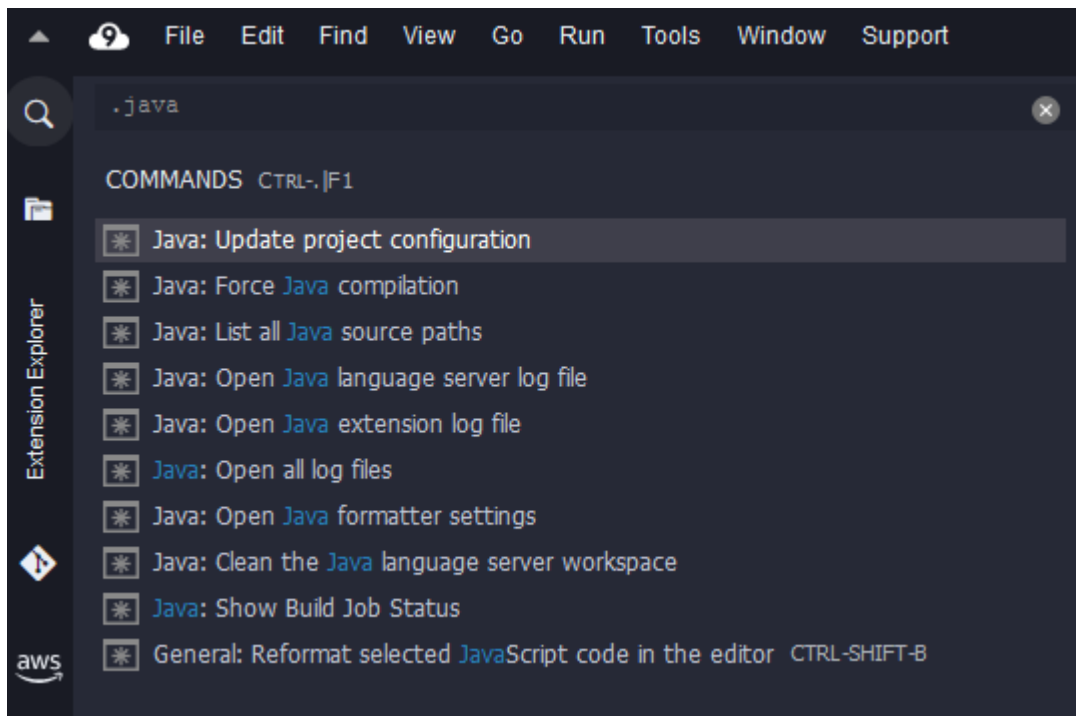 9 File Edit Find View Go Run Tools Window Support
.java
COMMANDS CTRL-.|F1
Java: Update project configuration
Java: Force Java compilation
Java: List all Java source paths
Java: Open Java language server log file
Java: Open Java extension log file
Java: Open all log files
Java: Open Java formatter settings
Java: Clean the Java language server workspace
Java: Show Build Job Status
General: Reformat selected JavaScript code in the editor CTRL-SHIFT-B
Extension Explorer
aws